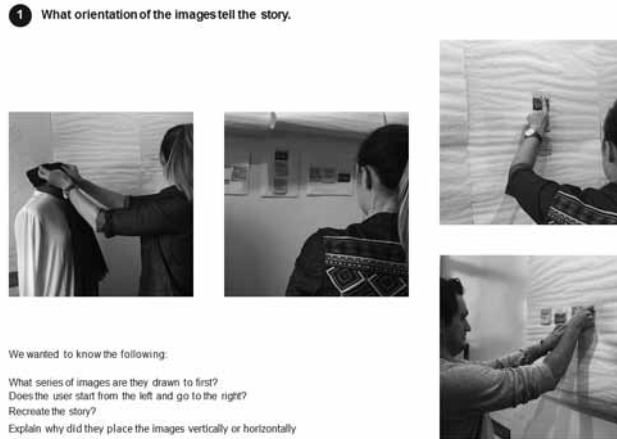 1 What orientation of the images tell the story.
We wanted to know the following:
What series of images are they drawn to first?
Does the user start from the left and go to the right?
Recreate the story?
Explain why did they place the images vertically or horizontally